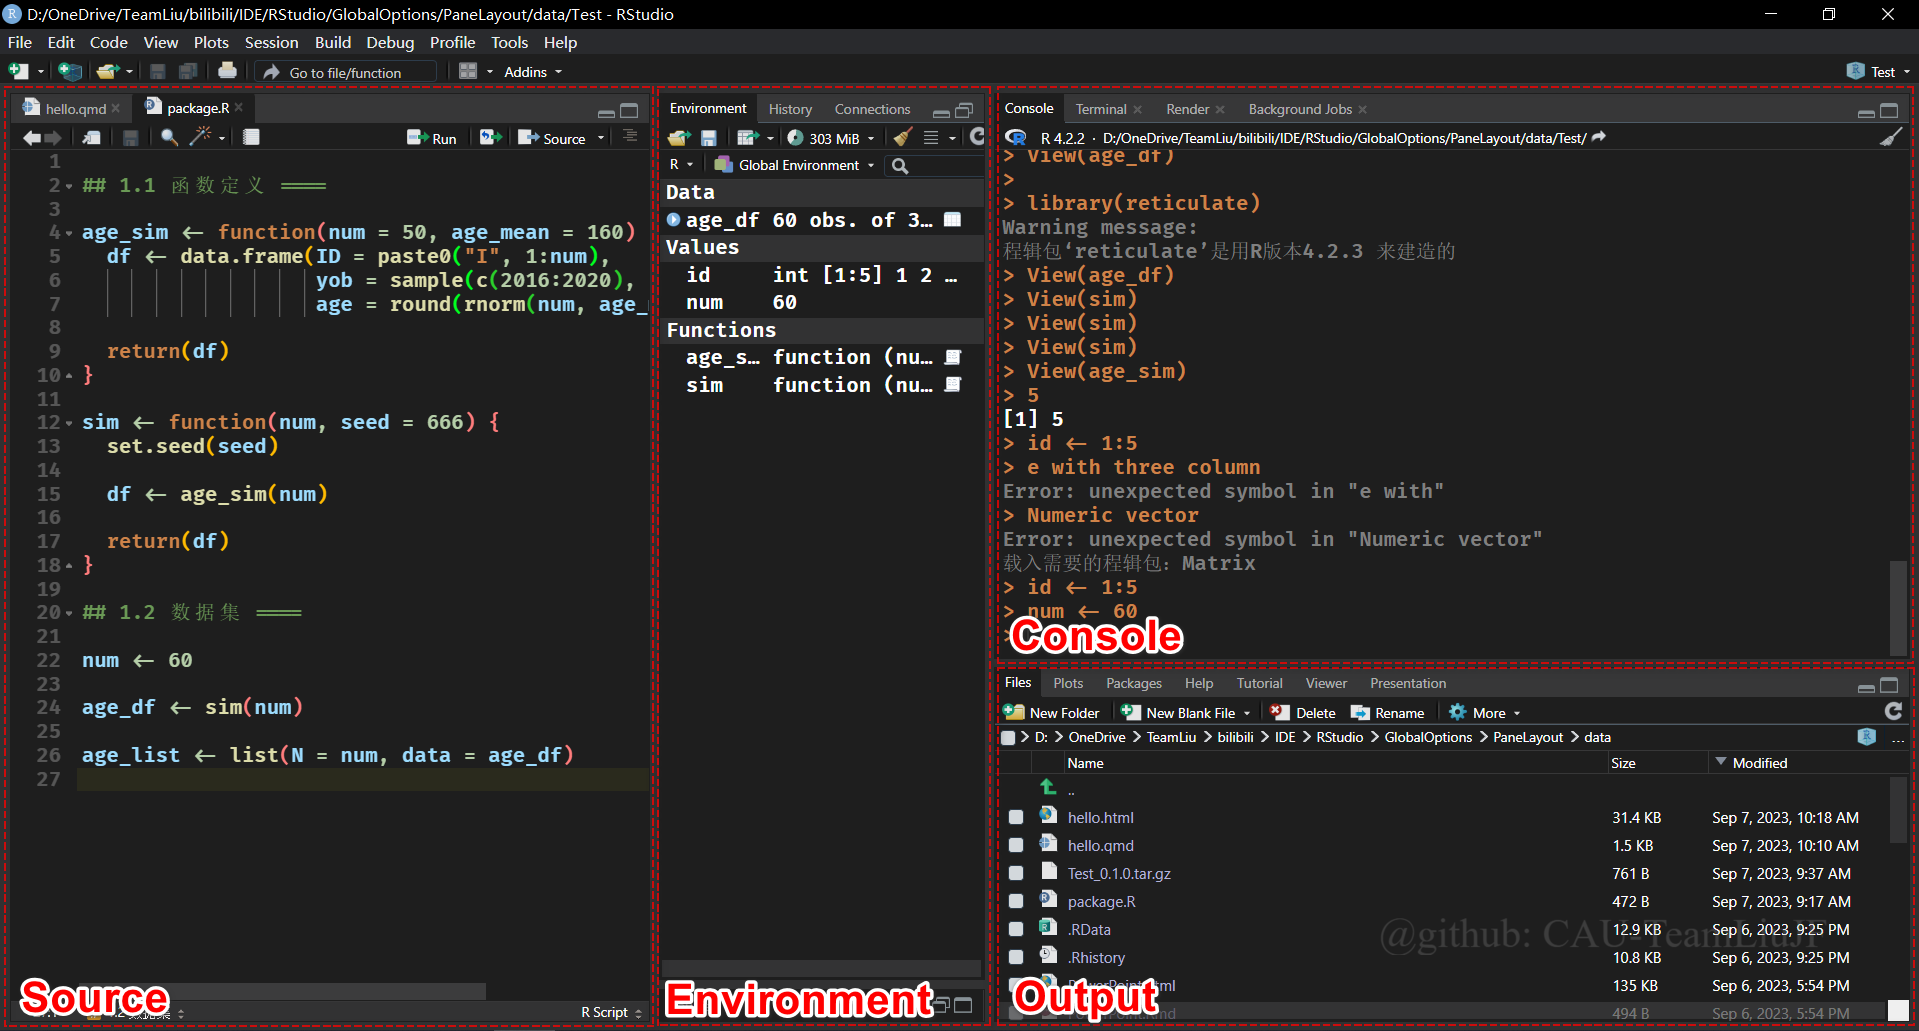 D:/OneDrive/TeamLiu/bilibili/IDE/RStudio/GlobalOptions/PaneLayout/data/Test - RStudio
File Edit Code View Plots Session Build Debug Profile Tools Help
Go to file/function Addins Test
hello.qmd package.R
Run Source
1
2 ## 1.1 函数定义 ====
3
4 age_sim <- function(num = 50, age_mean = 160)
5 df <- data.frame(ID = paste0("I", 1:num),
6 yob = sample(c(2016:2020),
7 age = round(rnorm(num, age_
8
9 return(df)
10 }
11
12 sim <- function(num, seed = 666) {
13 set.seed(seed)
14
15 df <- age_sim(num)
16
17 return(df)
18 }
19
20 ## 1.2 数据集 ====
21
22 num <- 60
23
24 age_df <- sim(num)
25
26 age_list <- list(N = num, data = age_df)
27
R Script
Source
Environment History Connections
303 MiB
R Global Environment
Data
age_df 60 obs. of 3…
Values
id int [1:5] 1 2 …
num 60
Functions
age_s… function (nu…
sim function (nu…
Environment
Console Terminal Render Background Jobs
R 4.2.2 · D:/OneDrive/TeamLiu/bilibili/IDE/RStudio/GlobalOptions/PaneLayout/data/Test/
> View(age_df)
>
> library(reticulate)
Warning message:
程辑包‘reticulate’是用R版本4.2.3 来建造的
> View(age_df)
> View(sim)
> View(sim)
> View(sim)
> View(age_sim)
> 5
[1] 5
> id <- 1:5
> e with three column
Error: unexpected symbol in "e with"
> Numeric vector
Error: unexpected symbol in "Numeric vector"
载入需要的程辑包：Matrix
> id <- 1:5
> num <- 60
>
Console
Files Plots Packages Help Tutorial Viewer Presentation
New Folder New Blank File Delete Rename More
D: > OneDrive > TeamLiu > bilibili > IDE > RStudio > GlobalOptions > PaneLayout > data ...
Name Size Modified
..
hello.html 31.4 KB Sep 7, 2023, 10:18 AM
hello.qmd 1.5 KB Sep 7, 2023, 10:10 AM
Test_0.1.0.tar.gz 761 B Sep 7, 2023, 9:37 AM
package.R 472 B Sep 7, 2023, 9:17 AM
.RData 12.9 KB Sep 6, 2023, 9:25 PM
.Rhistory 10.8 KB Sep 6, 2023, 9:25 PM
135 KB Sep 6, 2023, 5:54 PM
494 B Sep 6, 2023, 5:54 PM
Output
@github: CAU-TeamLiuJF